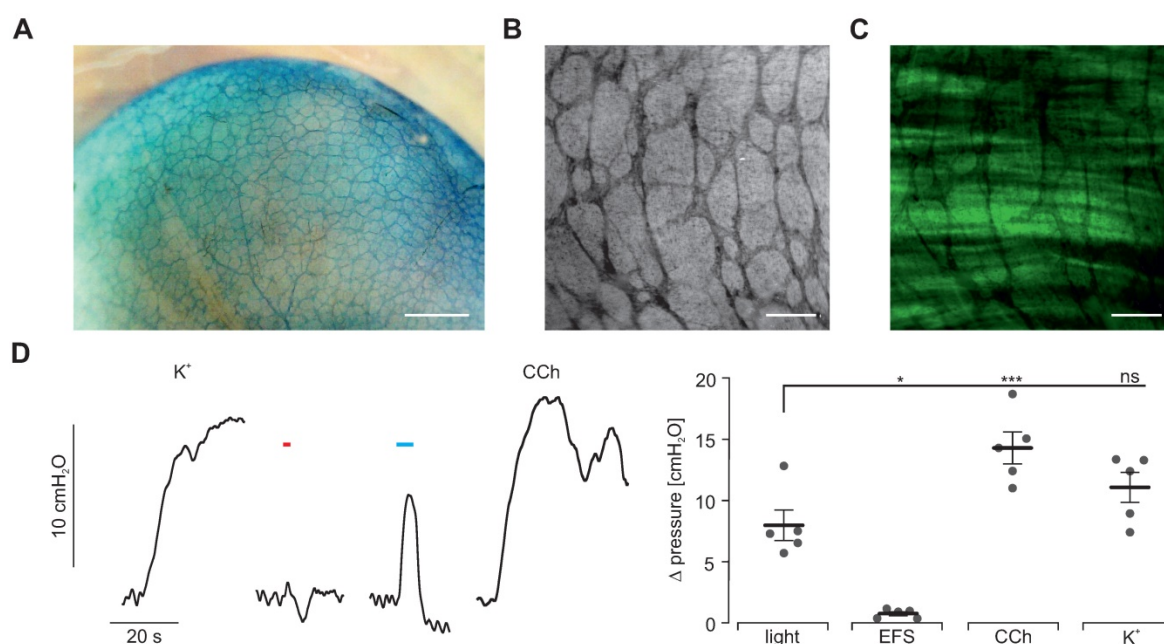 A
B
C
D
K⁺
CCh
10 cmH₂O
20 s
* *** ns
20
15
10
5
0
Δ pressure [cmH₂O]
light EFS CCh K⁺